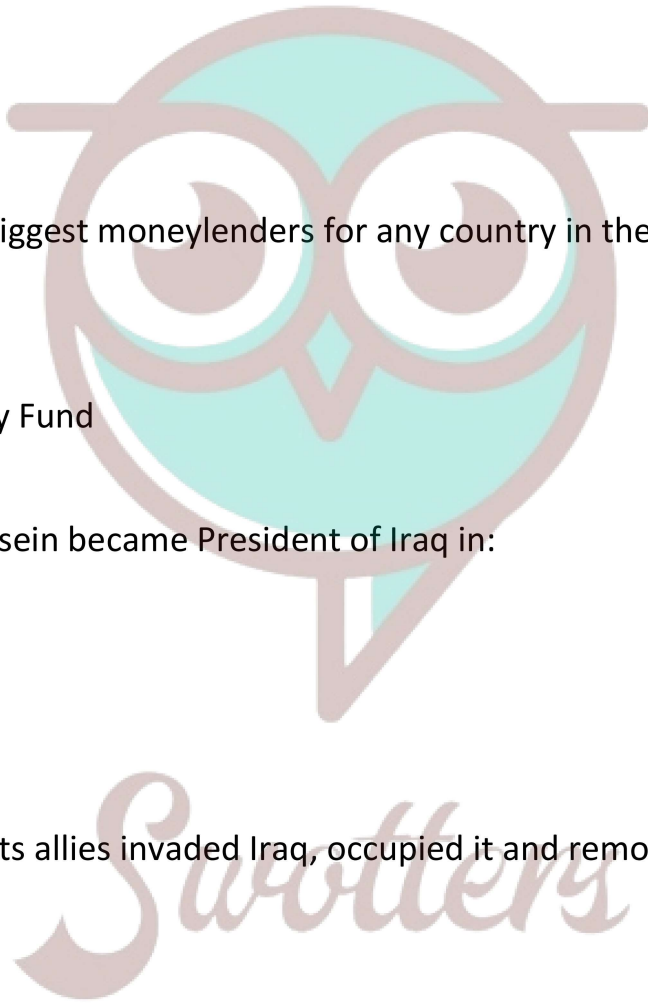 iggest moneylenders for any country in the
y Fund
sein became President of Iraq in:
ts allies invaded Iraq, occupied it and remo
Swotters